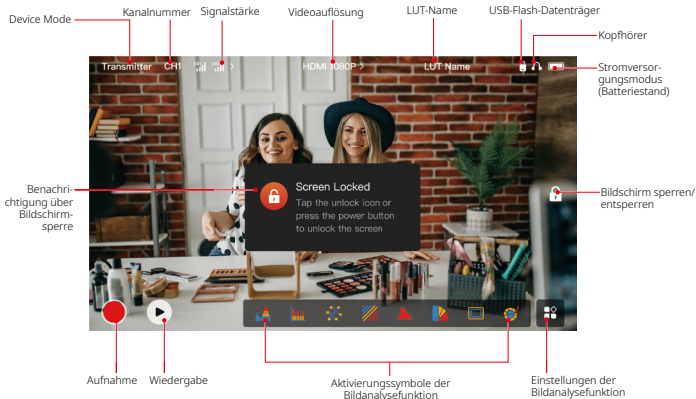 Device Mode
Kanalnummer
Signalstärke
Videoauflösung
LUT-Name
USB-Flash-Datenträger
Kopfhörer
Stromversor-
gungsmodus
(Batteriestand)
Transmitter CH1 HDMI 1080P > LUT Name
Benachri-
chtigung über
Bildschirm-
sperre
Screen Locked
Tap the unlock icon or
press the power button
to unlock the screen
Bildschirm sperren/
entsperren
Aufnahme
Wiedergabe
Aktivierungssymbole der
Bildanalysefunktion
Einstellungen der
Bildanalysefunktion